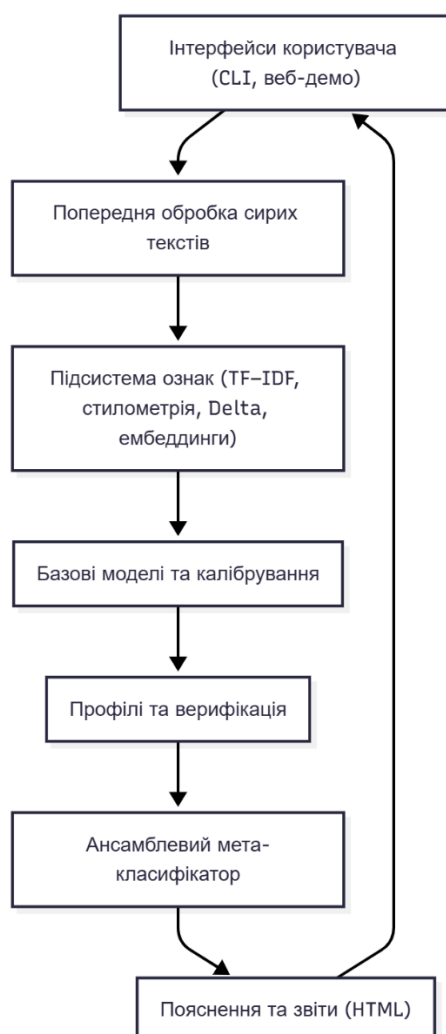 Інтерфейси користувача
(CLI, веб-демо)
Попередня обробка сирих
текстів
Підсистема ознак (TF–IDF,
стилометрія, Delta,
ембеддинги)
Базові моделі та калібрування
Профілі та верифікація
Ансамблевий мета-
класифікатор
Пояснення та звіти (HTML)